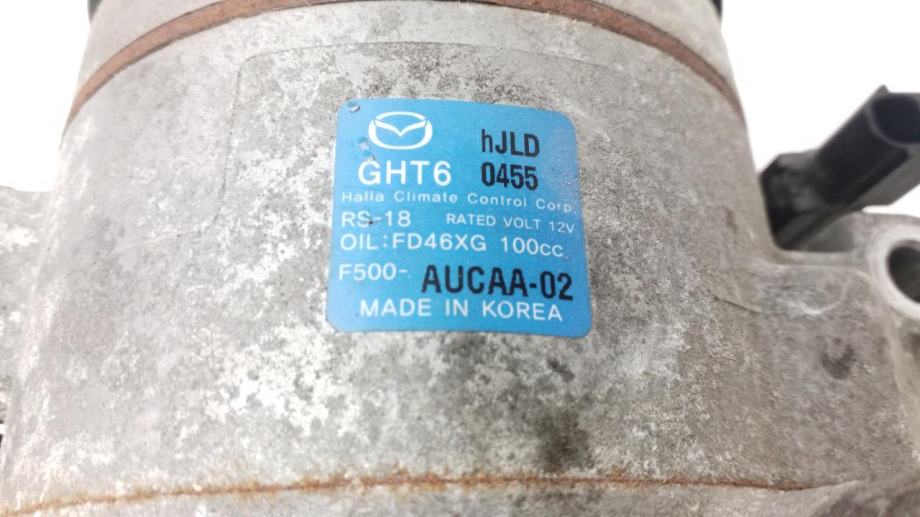 hJLD
GHT6 0455
Halla Climate Control Corp.
RS-18 RATED VOLT 12V
OIL:FD46XG 100cc
F500- AUCAA-02
MADE IN KOREA